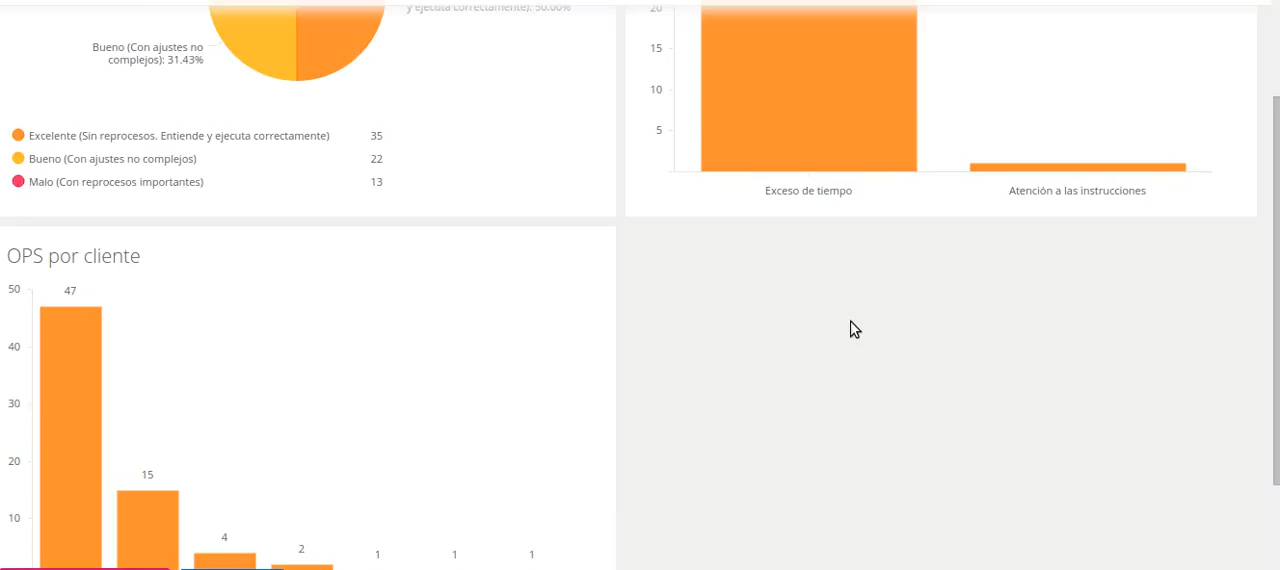 y ejecuta correctamente): 50.00%
Bueno (Con ajustes no
complejos): 31.43%
Excelente (Sin reprocesos. Entiende y ejecuta correctamente) 35
Bueno (Con ajustes no complejos) 22
Malo (Con reprocesos importantes) 13
20
15
10
5
Exceso de tiempo
Atención a las instrucciones
OPS por cliente
50
40
30
20
10
47
15
4
2
1
1
1